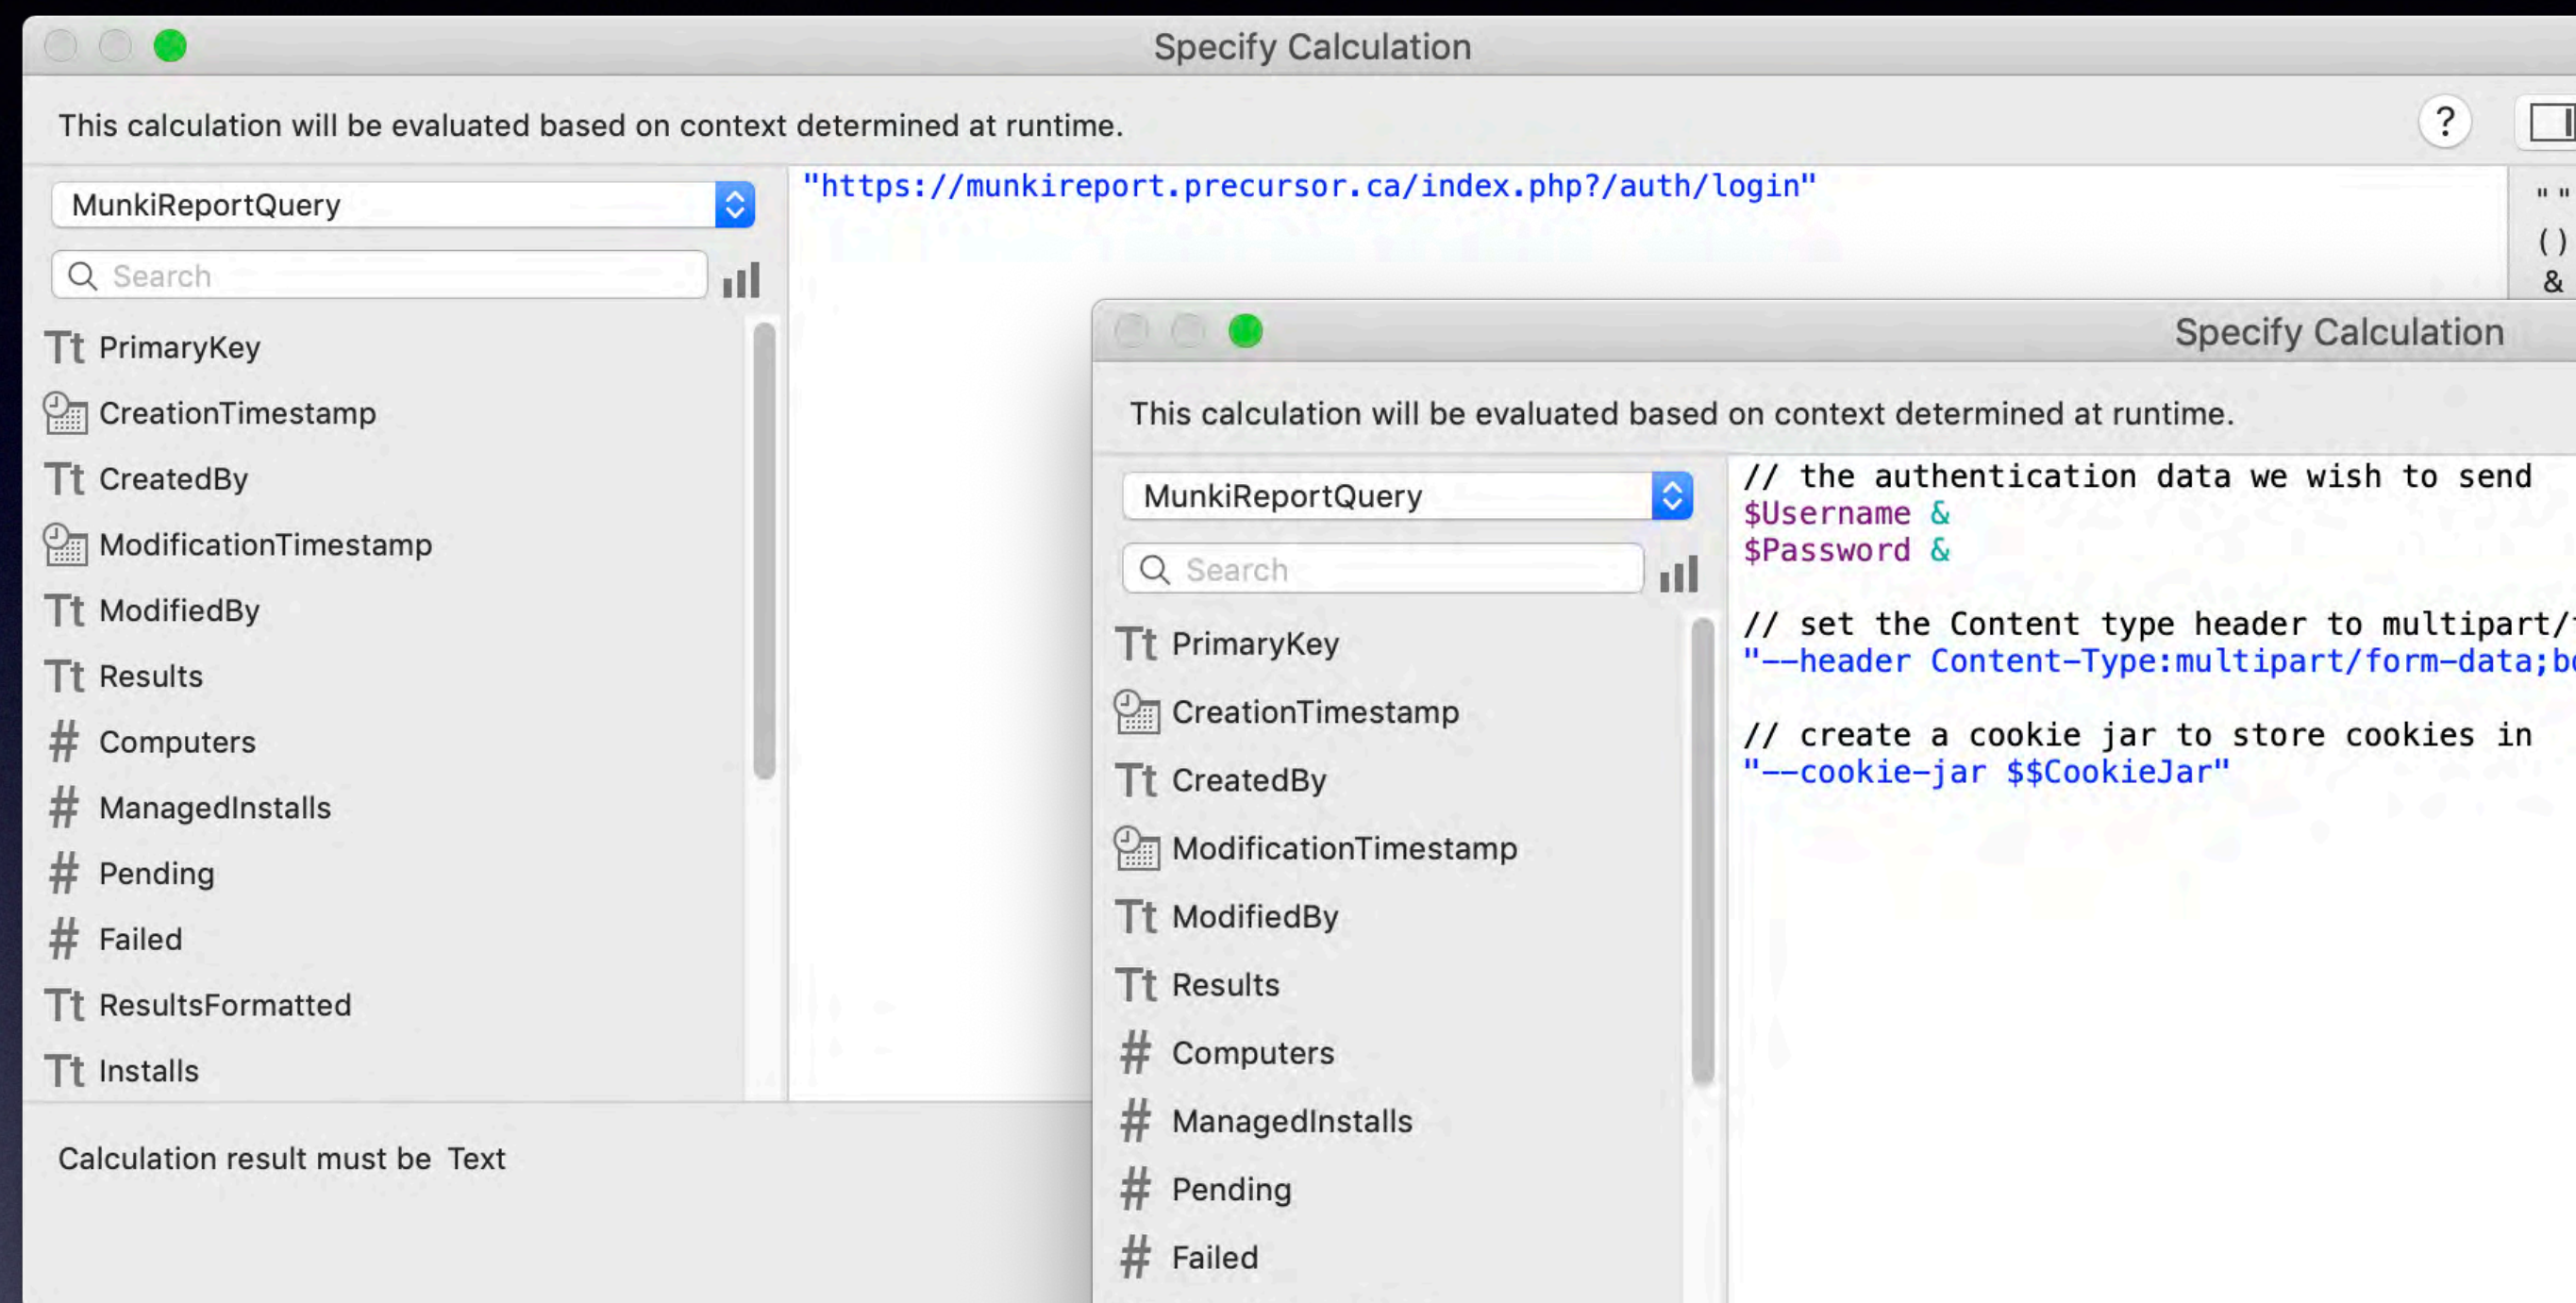 Specify Calculation
This calculation will be evaluated based on context determined at runtime.
?
MunkiReportQuery
"https://munkireport.precursor.ca/index.php?/auth/login"
" "
()
&
Search
Tt PrimaryKey
CreationTimestamp
Tt CreatedBy
ModificationTimestamp
Tt ModifiedBy
Tt Results
# Computers
# ManagedInstalls
# Pending
# Failed
Tt ResultsFormatted
Tt Installs
Calculation result must be Text
Specify Calculation
This calculation will be evaluated based on context determined at runtime.
MunkiReportQuery
Search
Tt PrimaryKey
CreationTimestamp
Tt CreatedBy
ModificationTimestamp
Tt ModifiedBy
Tt Results
# Computers
# ManagedInstalls
# Pending
# Failed
// the authentication data we wish to send
$Username &
$Password &
// set the Content type header to multipart/
"--header Content-Type:multipart/form-data;
// create a cookie jar to store cookies in
"--cookie-jar $$CookieJar"